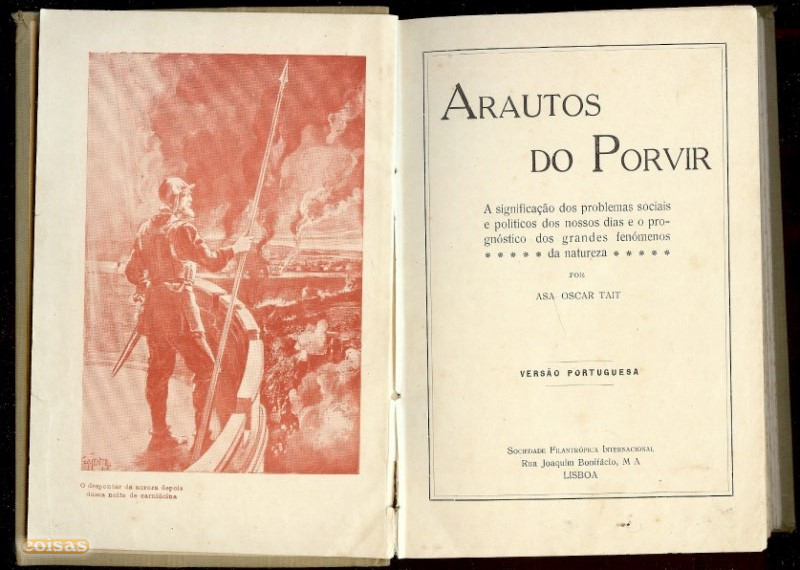 O despontar da aurora depois
duma noite de carnificina
coisas
ARAUTOS
DO PORVIR
A significação dos problemas sociais
e politicos dos nossos dias e o pro-
gnóstico dos grandes fenómenos
da natureza
POR
ASA OSCAR TAIT
VERSÃO PORTUGUESA
SOCIEDADE FILANTRÓPICA INTERNACIONAL
Rua Joaquim Bonifácio, M A
LISBOA